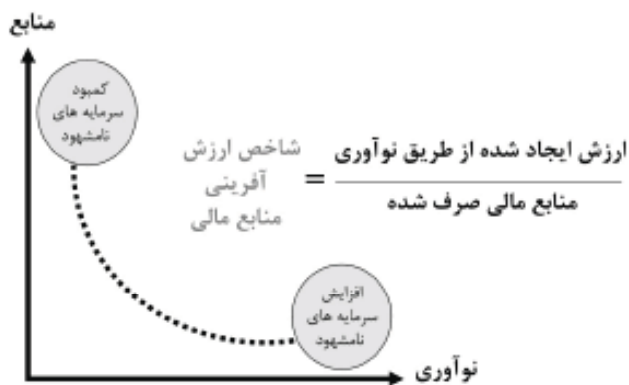 منابع
کمبود
سرمایه های
نامشهود
شاخص ارزش
آفرینی
منابع مالی
=
ارزش ایجاد شده از طریق نوآوری
منابع مالی صرف شده
افزایش
سرمایه های
نامشهود
نوآوری